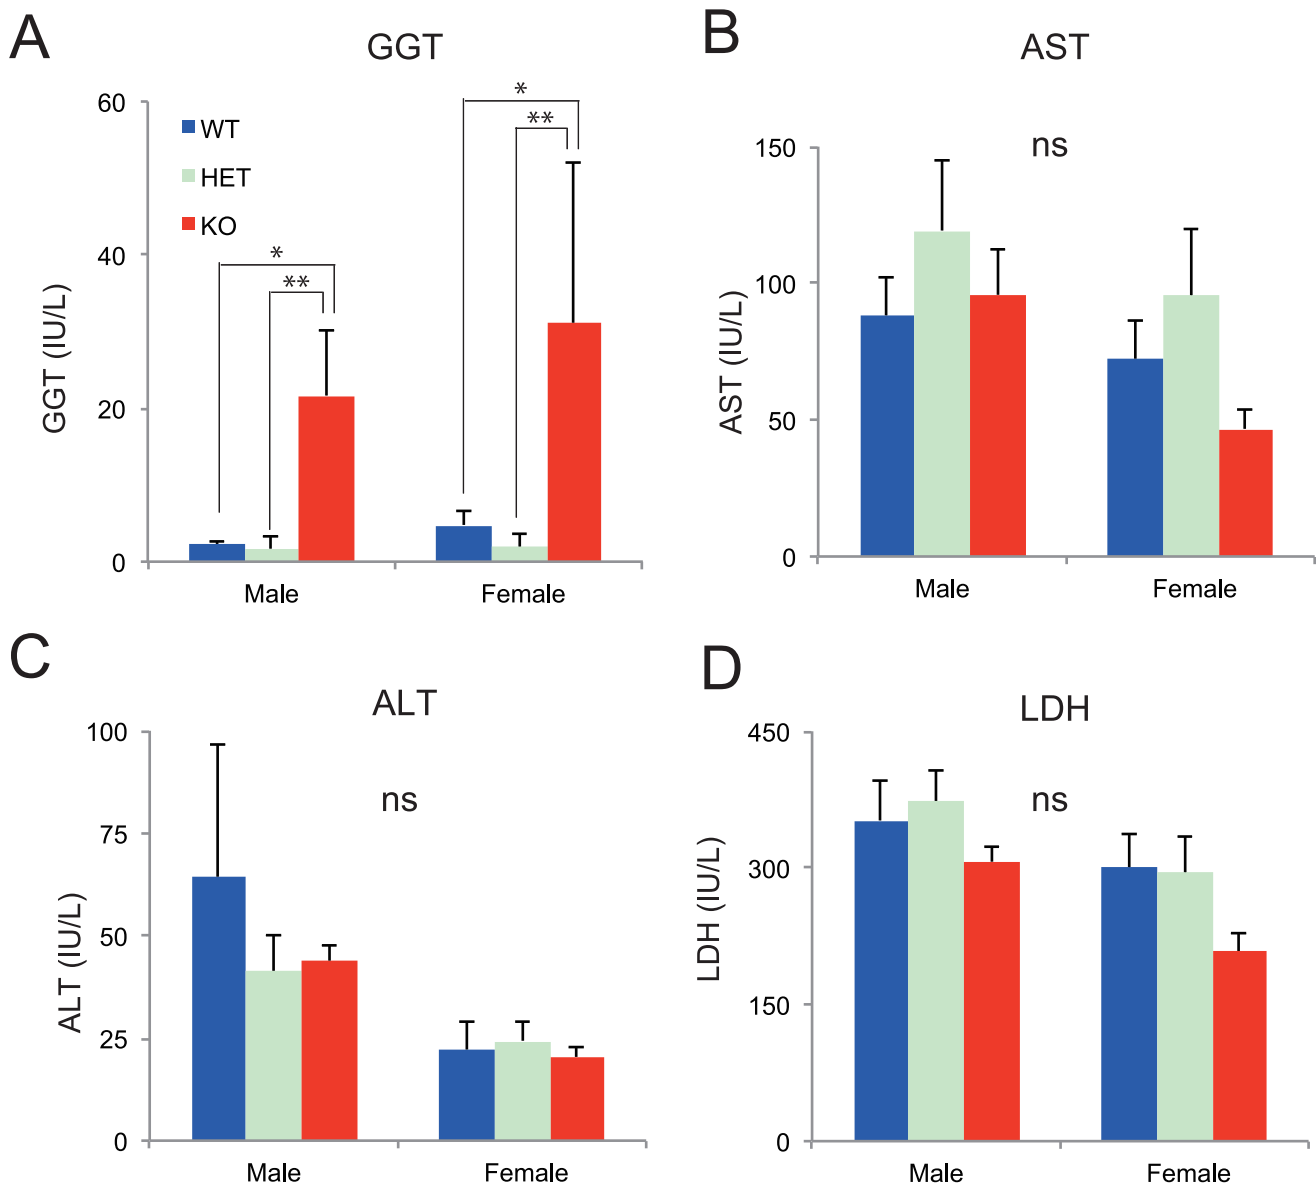 A
GGT
GGT (IU/L)
60
40
20
0
WT
HET
KO
*
**
*
**
Male
Female
B
AST
ns
AST (IU/L)
150
100
50
0
Male
Female
C
ALT
ns
ALT (IU/L)
100
75
50
25
0
Male
Female
D
LDH
ns
LDH (IU/L)
450
300
150
0
Male
Female